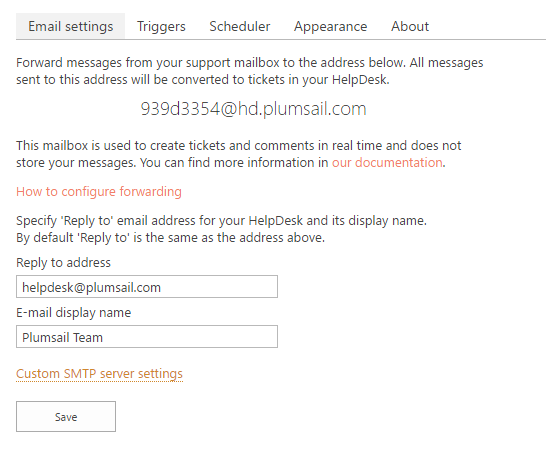 Email settings Triggers Scheduler Appearance About
Forward messages from your support mailbox to the address below. All messages
sent to this address will be converted to tickets in your HelpDesk.
939d3354@hd.plumsail.com
This mailbox is used to create tickets and comments in real time and does not
store your messages. You can find more information in our documentation.
How to configure forwarding
Specify 'Reply to' email address for your HelpDesk and its display name.
By default 'Reply to' is the same as the address above.
Reply to address
helpdesk@plumsail.com
E-mail display name
Plumsail Team
Custom SMTP server settings
Save